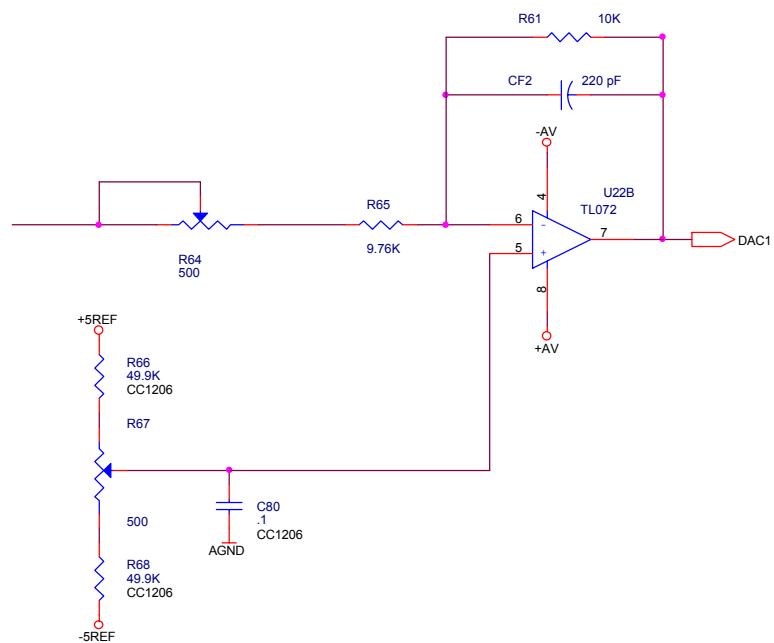 R61 10K
CF2 220 pF
-AV
4
U22B
TL072
R65
9.76K
6
-
5
+
7
DAC1
8
+AV
R64
500
+5REF
R66
49.9K
CC1206
R67
500
C80
.1
CC1206
AGND
R68
49.9K
CC1206
-5REF